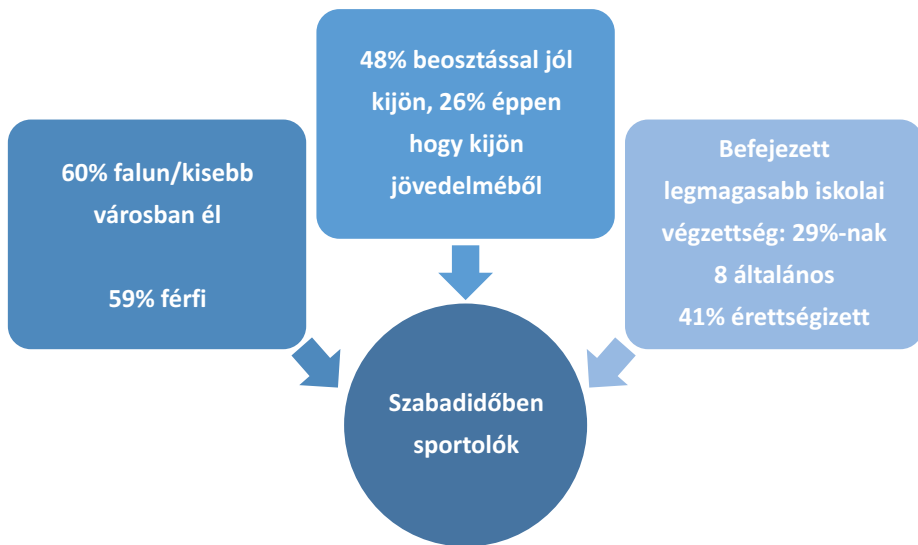 60% falun/kisebb
városban él
59% férfi
48% beosztással jól
kijön, 26% éppen
hogy kijön
jövedelméből
Befejezett
legmagasabb iskolai
végzettség: 29%-nak
8 általános
41% érettségizett
Szabadidőben
sportolók